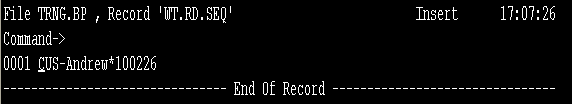 File TRNG.BP , Record 'WT.RD.SEQ' Insert 17:07:26
Command->
0001 CUS-Andrew*100226
------------------------------ End Of Record ------------------------------